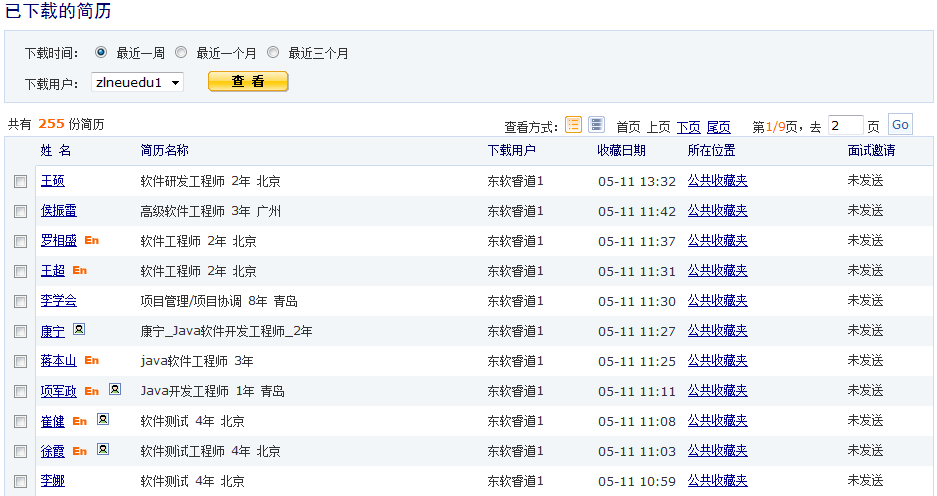 已下载的简历
下载时间： 最近一周 最近一个月 最近三个月
下载用户： zlneuedu1 查 看
共有 255 份简历 查看方式： 首页 上页 下页 尾页 第1/9页，去 2 页 Go
姓 名 简历名称 下载用户 收藏日期 所在位置 面试邀请
王硕 软件研发工程师 2年 北京 东软睿道1 05-11 13:32 公共收藏夹 未发送
侯振雷 高级软件工程师 3年 广州 东软睿道1 05-11 11:42 公共收藏夹 未发送
罗相盛 En 软件工程师 2年 北京 东软睿道1 05-11 11:37 公共收藏夹 未发送
王超 En 软件工程师 2年 北京 东软睿道1 05-11 11:31 公共收藏夹 未发送
李学会 项目管理/项目协调 8年 青岛 东软睿道1 05-11 11:30 公共收藏夹 未发送
康宁 康宁_Java软件开发工程师_2年 东软睿道1 05-11 11:27 公共收藏夹 未发送
蒋本山 En java软件工程师 3年 东软睿道1 05-11 11:25 公共收藏夹 未发送
项军政 En Java开发工程师 1年 青岛 东软睿道1 05-11 11:11 公共收藏夹 未发送
崔健 En 软件测试 4年 北京 东软睿道1 05-11 11:08 公共收藏夹 未发送
徐霞 En 软件测试工程师 4年 北京 东软睿道1 05-11 11:03 公共收藏夹 未发送
李娜 软件测试 4年 北京 东软睿道1 05-11 10:59 公共收藏夹 未发送